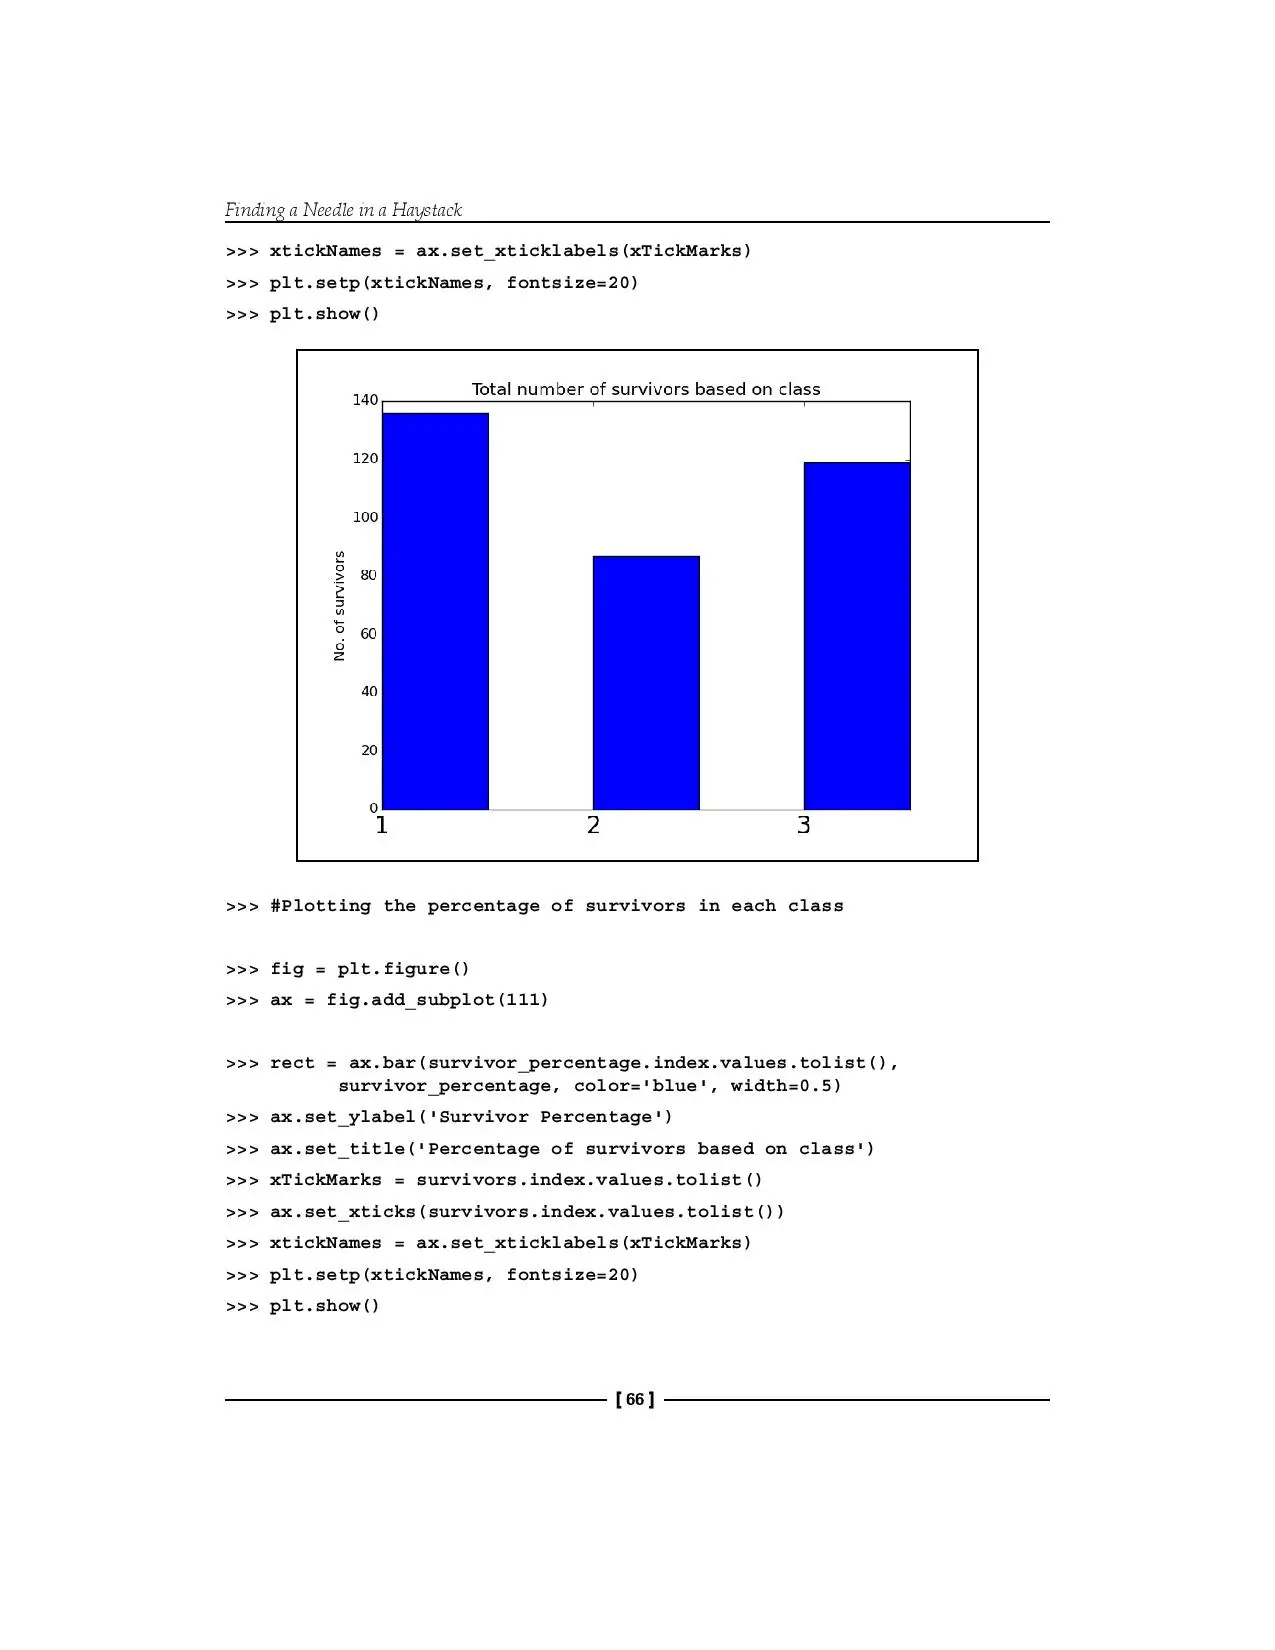 Finding a Needle in a Haystack
>>> xtickNames = ax.set_xticklabels(xTickMarks)
>>> plt.setp(xtickNames, fontsize=20)
>>> plt.show()
Total number of survivors based on class
140
120
100
80
60
40
20
0
No. of survivors
1 2 3
>>> #Plotting the percentage of survivors in each class
>>> fig = plt.figure()
>>> ax = fig.add_subplot(111)
>>> rect = ax.bar(survivor_percentage.index.values.tolist(),
survivor_percentage, color='blue', width=0.5)
>>> ax.set_ylabel('Survivor Percentage')
>>> ax.set_title('Percentage of survivors based on class')
>>> xTickMarks = survivors.index.values.tolist()
>>> ax.set_xticks(survivors.index.values.tolist())
>>> xtickNames = ax.set_xticklabels(xTickMarks)
>>> plt.setp(xtickNames, fontsize=20)
>>> plt.show()
[ 66 ]